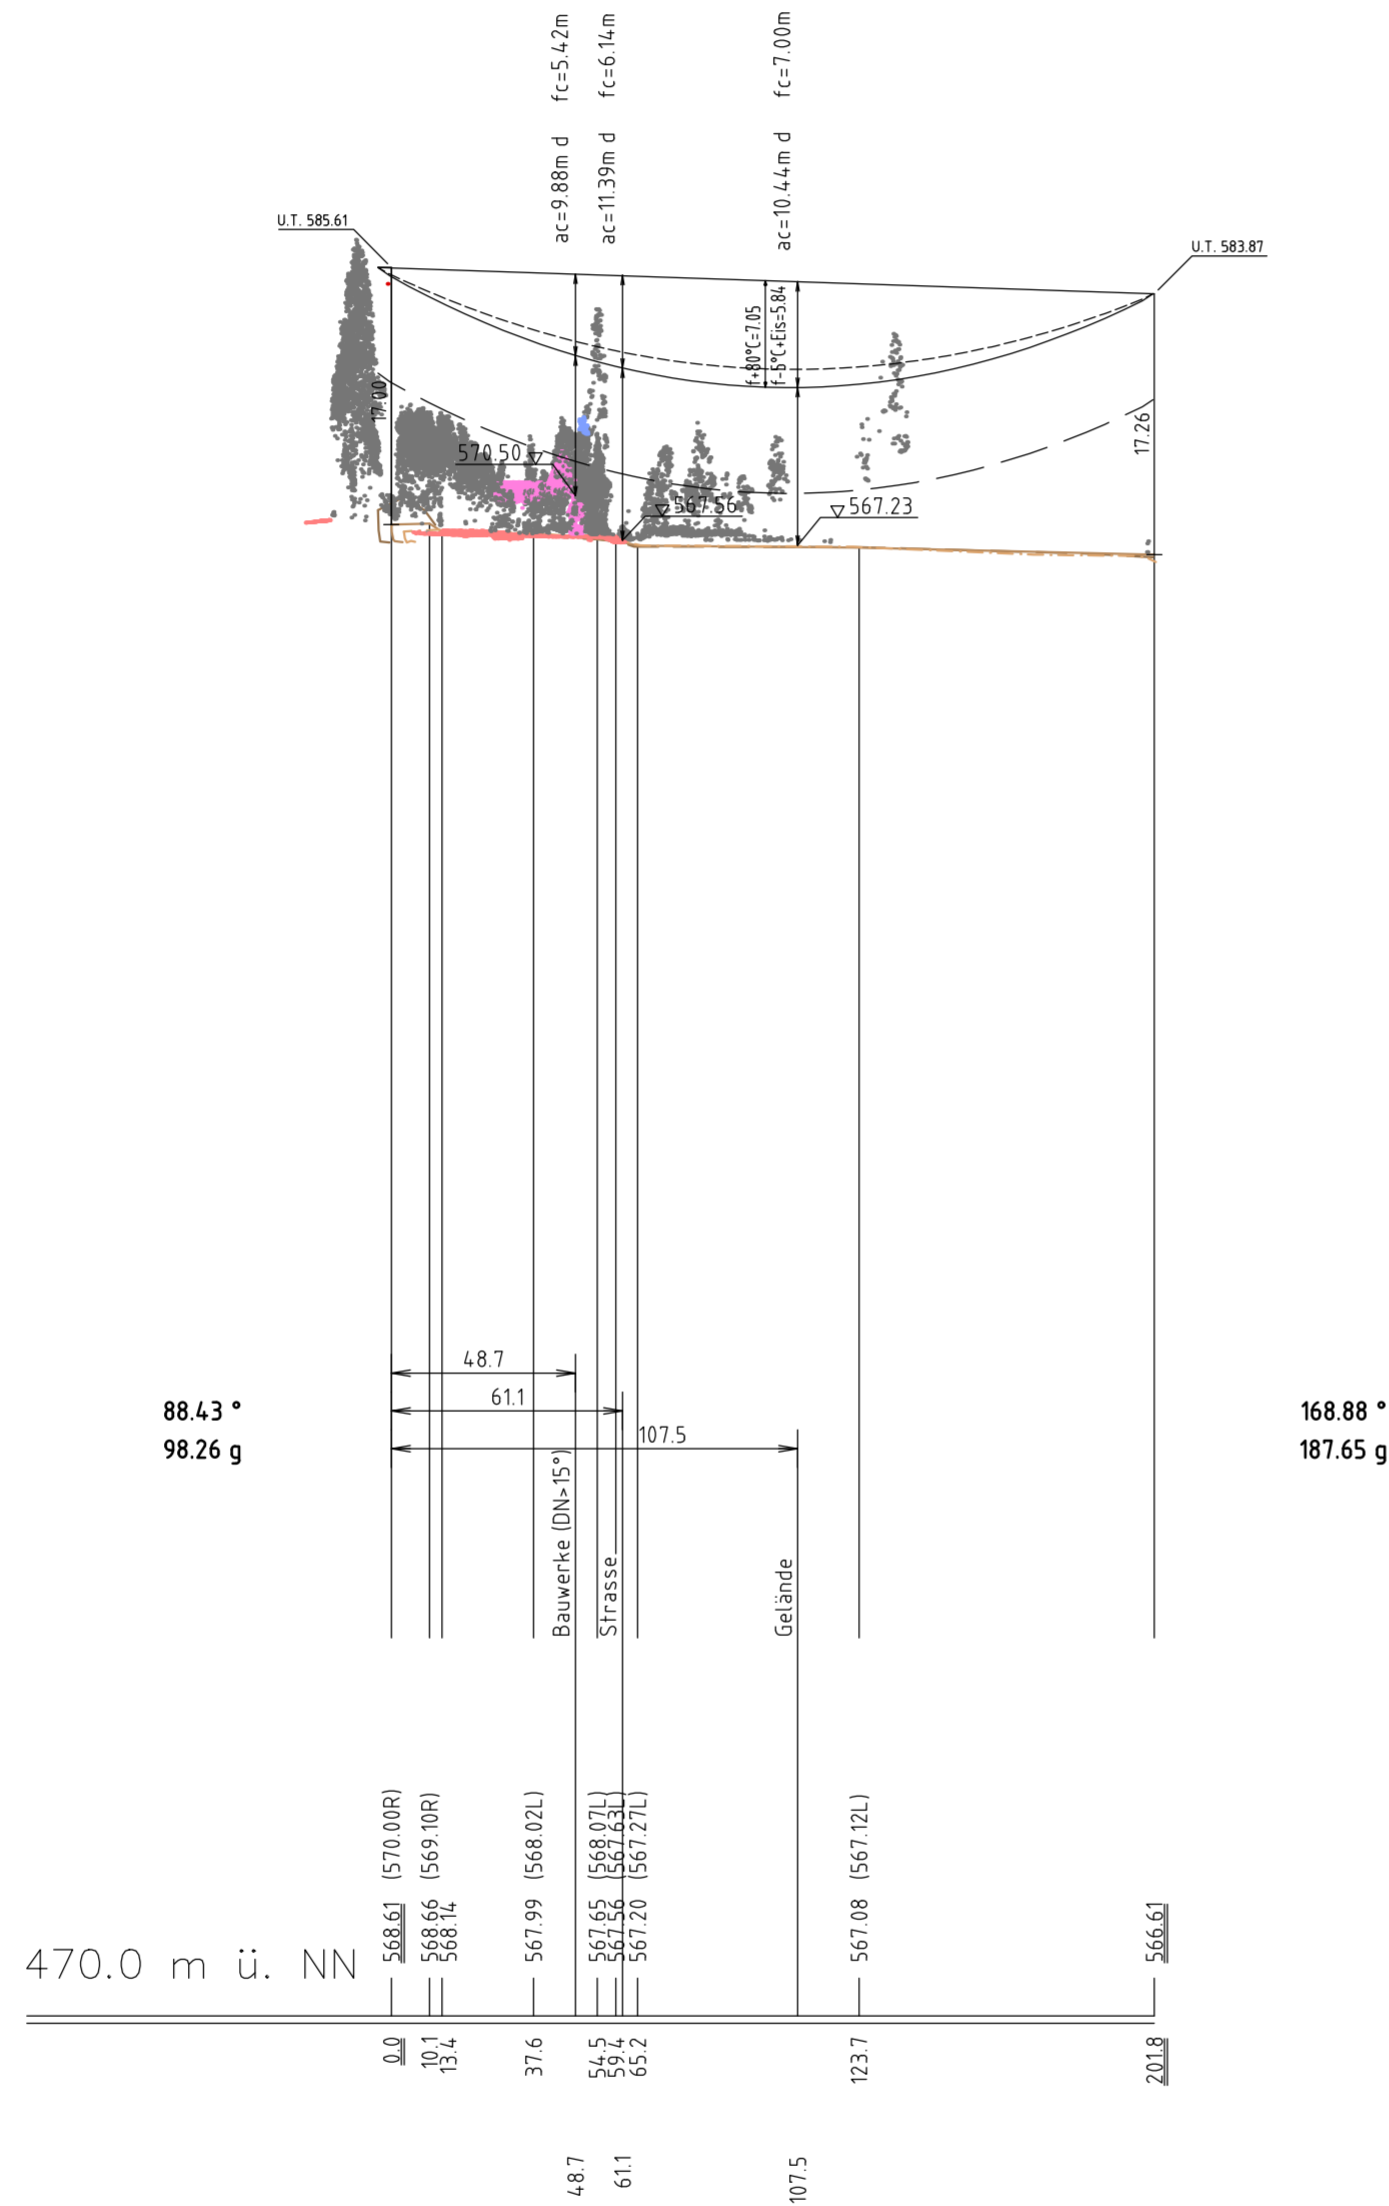 ac=9.88m d fc=5.42m
ac=11.39m d fc=6.14m
ac=10.44m d fc=7.00m
U.T. 585.61
U.T. 583.87
f+80°C=7.05
f-5°C+Eis=5.84
17.00
17.26
570.50
567.56
567.23
48.7
61.1
107.5
88.43 °
98.26 g
168.88 °
187.65 g
Bauwerke (DN>15°)
Strasse
Gelände
568.61 (570.00R)
568.66 (569.10R)
568.14
567.99 (568.02L)
567.65 (568.07L)
567.56 (567.63L)
567.20 (567.27L)
567.08 (567.12L)
566.61
470.0 m ü. NN
0.0
10.1
13.4
37.6
54.5
59.4
65.2
123.7
201.8
48.7
61.1
107.5